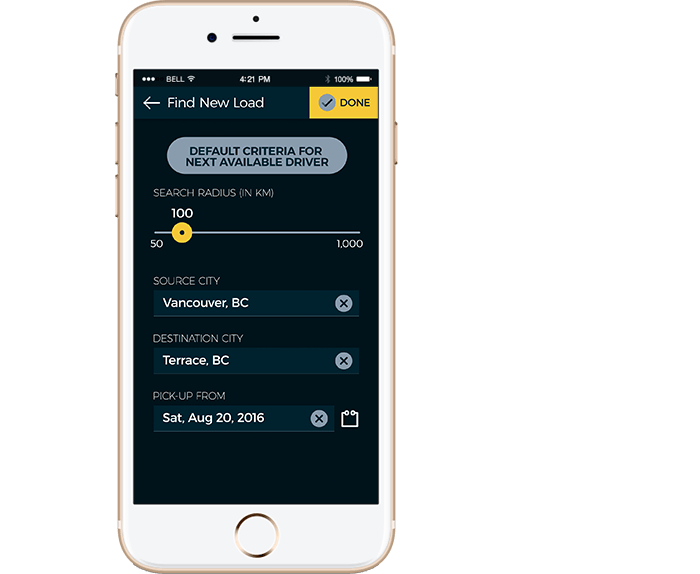 BELL 4:21 PM 100%
Find New Load DONE
DEFAULT CRITERIA FOR
NEXT AVAILABLE DRIVER
SEARCH RADIUS (IN KM)
100
50 1,000
SOURCE CITY
Vancouver, BC
DESTINATION CITY
Terrace, BC
PICK-UP FROM
Sat, Aug 20, 2016